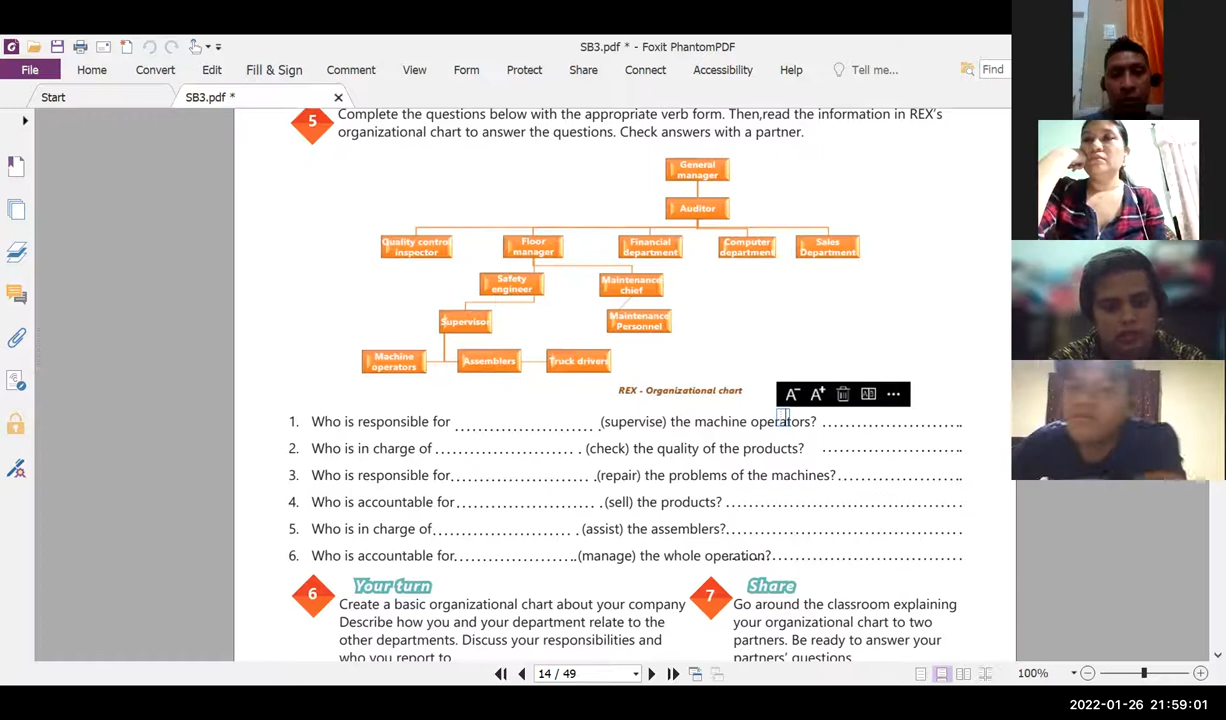 SB3.pdf * - Foxit PhantomPDF
File Home Convert Edit Fill & Sign Comment View Form Protect Share Connect Accessibility Help Tell me... Find
Start SB3.pdf *
5 Complete the questions below with the appropriate verb form. Then,read the information in REX's
organizational chart to answer the questions. Check answers with a partner.
General
manager
Auditor
Quality control
inspector
Floor
manager
Financial
department
Computer
department
Sales
Department
Safety
engineer
Maintenance
chief
Supervisor
Maintenance
Personnel
Machine
operators
Assemblers
Truck drivers
REX - Organizational chart
1. Who is responsible for ........................ (supervise) the machine operators? ........................
2. Who is in charge of ........................ (check) the quality of the products? ........................
3. Who is responsible for ........................ (repair) the problems of the machines? ........................
4. Who is accountable for ........................ (sell) the products? ........................
5. Who is in charge of ........................ (assist) the assemblers? ........................
6. Who is accountable for ........................ (manage) the whole operation? ........................
6 Your turn
Create a basic organizational chart about your company
Describe how you and your department relate to the
other departments. Discuss your responsibilities and
who you report to
7 Share
Go around the classroom explaining
your organizational chart to two
partners. Be ready to answer your
partners' questions
14 / 49
100%
2022-01-26 21:59:01